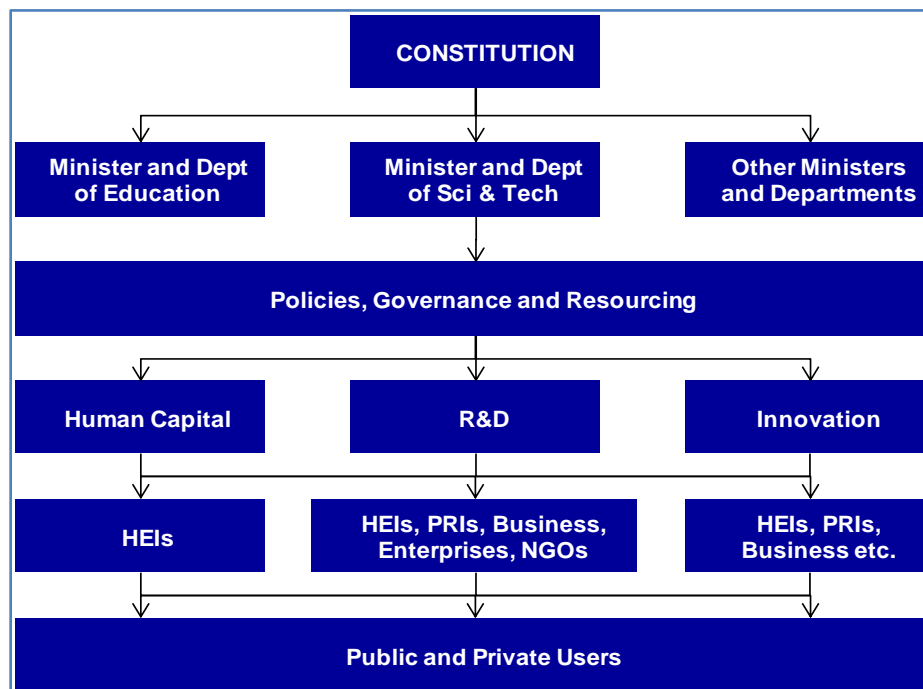 CONSTITUTION
Minister and Dept
of Education
Minister and Dept
of Sci & Tech
Other Ministers
and Departments
Policies, Governance and Resourcing
Human Capital
R&D
Innovation
HEIs
HEIs, PRIs, Business,
Enterprises, NGOs
HEIs, PRIs,
Business etc.
Public and Private Users